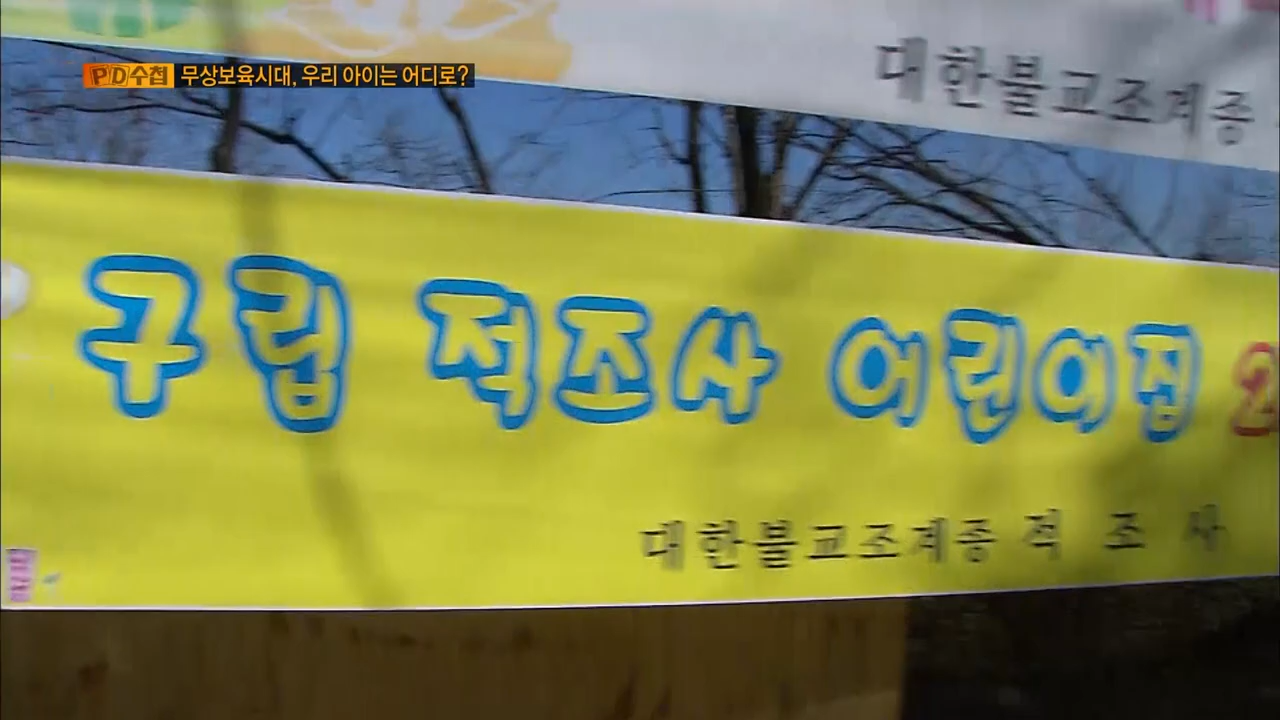 PD수첩 무상보육시대, 우리 아이는 어디로?
대한불교조계종
구립 적조사 어린이집 2
대한불교조계종 적 조 사